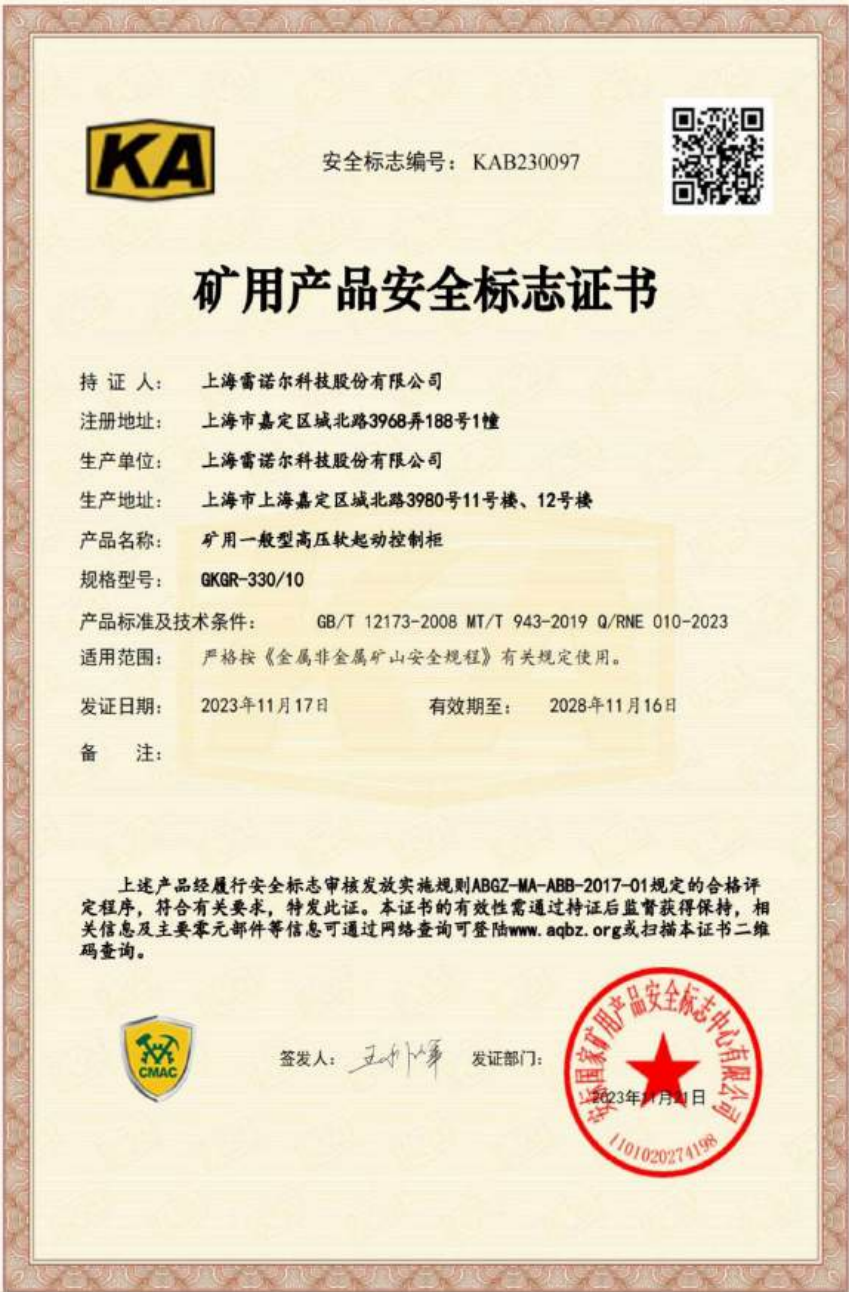 KA
安全标志编号： KAB230097
矿用产品安全标志证书
持 证 人： 上海雷诺尔科技股份有限公司
注册地址： 上海市嘉定区城北路3968弄188号1幢
生产单位： 上海雷诺尔科技股份有限公司
生产地址： 上海市上海嘉定区城北路3980号11号楼、12号楼
产品名称： 矿用一般型高压软起动控制柜
规格型号： GKGR-330/10
产品标准及技术条件： GB/T 12173-2008 MT/T 943-2019 Q/RNE 010-2023
适用范围： 严格按《金属非金属矿山安全规程》有关规定使用。
发证日期： 2023年11月17日 有效期至： 2028年11月16日
备 注：
上述产品经履行安全标志审核发放实施规则ABGZ-MA-ABB-2017-01规定的合格评
定程序，符合有关要求，特发此证。本证书的有效性需通过持证后监督获得保持，相
关信息及主要零元部件等信息可通过网络查询可登陆www.aqbz.org或扫描本证书二维
码查询。
CMAC
签发人： 发证部门：
安标国家矿用产品安全标志中心有限公司
2023年11月21日
1101020274198